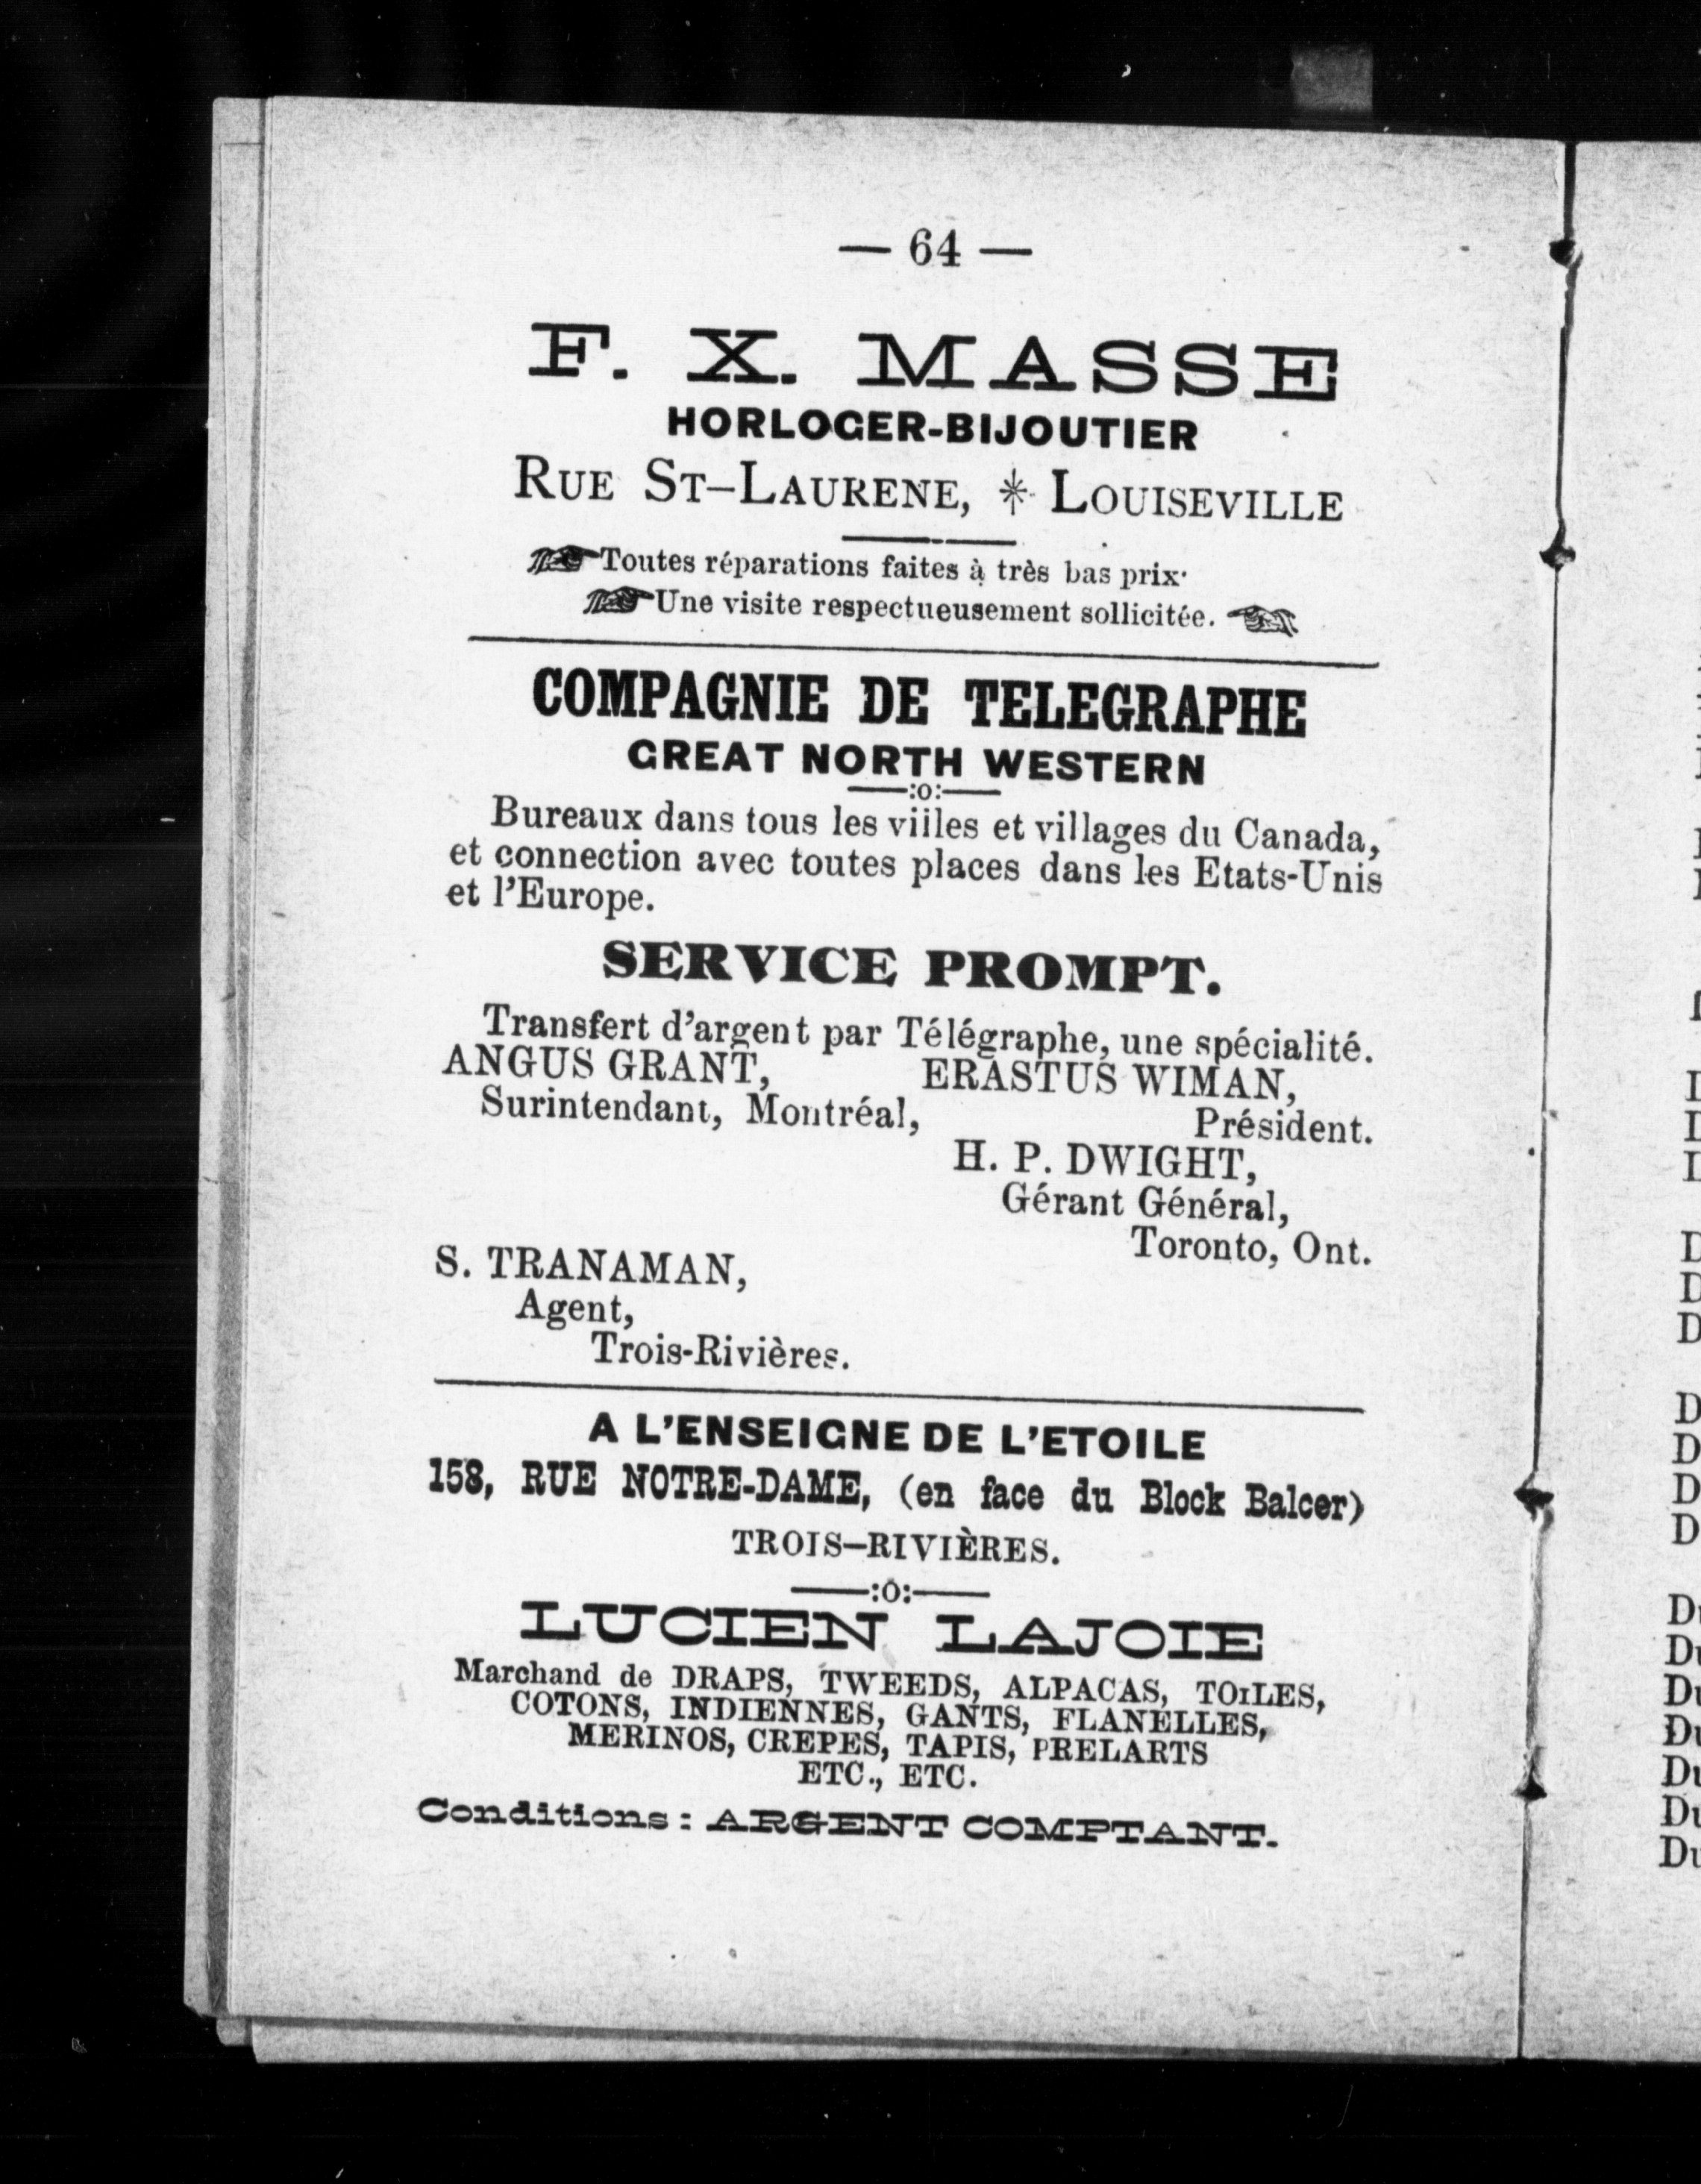 — 64 —
F. X. MASSE
HORLOGER-BIJOUTIER
RUE ST-LAURENE, * LOUISEVILLE
☞ Toutes réparations faites à très bas prix·
☞ Une visite respectueusement sollicitée. ☜
COMPAGNIE DE TELEGRAPHE
GREAT NORTH WESTERN
——:o:——
Bureaux dans tous les viiles et villages du Canada,
et connection avec toutes places dans les Etats-Unis
et l'Europe.
SERVICE PROMPT.
Transfert d'argent par Télégraphe, une spécialité.
ANGUS GRANT, ERASTUS WIMAN,
Surintendant, Montréal, Président.
H. P. DWIGHT,
Gérant Général,
Toronto, Ont.
S. TRANAMAN,
Agent,
Trois-Rivières.
A L'ENSEIGNE DE L'ETOILE
158, RUE NOTRE-DAME, (en face du Block Balcer)
TROIS-RIVIÈRES.
——:o:——
LUCIEN LAJOIE
Marchand de DRAPS, TWEEDS, ALPACAS, TOILES,
COTONS, INDIENNES, GANTS, FLANELLES,
MERINOS, CREPES, TAPIS, PRELARTS
ETC., ETC.
Conditions : ARGENT COMPTANT.